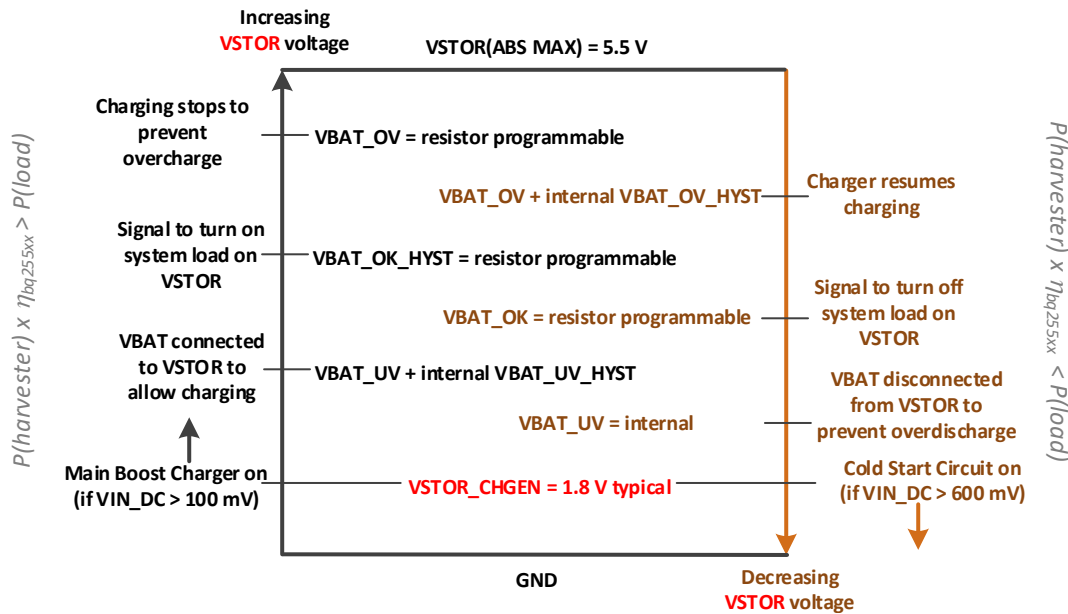 Increasing
VSTOR voltage
VSTOR(ABS MAX) = 5.5 V
Charging stops to
prevent
overcharge
VBAT_OV = resistor programmable
VBAT_OV + internal VBAT_OV_HYST
Charger resumes
charging
Signal to turn on
system load on
VSTOR
VBAT_OK_HYST = resistor programmable
VBAT_OK = resistor programmable
Signal to turn off
system load on
VSTOR
VBAT connected
to VSTOR to
allow charging
VBAT_UV + internal VBAT_UV_HYST
VBAT_UV = internal
VBAT disconnected
from VSTOR to
prevent overdischarge
Main Boost Charger on
(if VIN_DC > 100 mV)
VSTOR_CHGEN = 1.8 V typical
Cold Start Circuit on
(if VIN_DC > 600 mV)
GND
Decreasing
VSTOR voltage
P(harvester) x ηbq255xx > P(load)
P(harvester) x ηbq255xx < P(load)